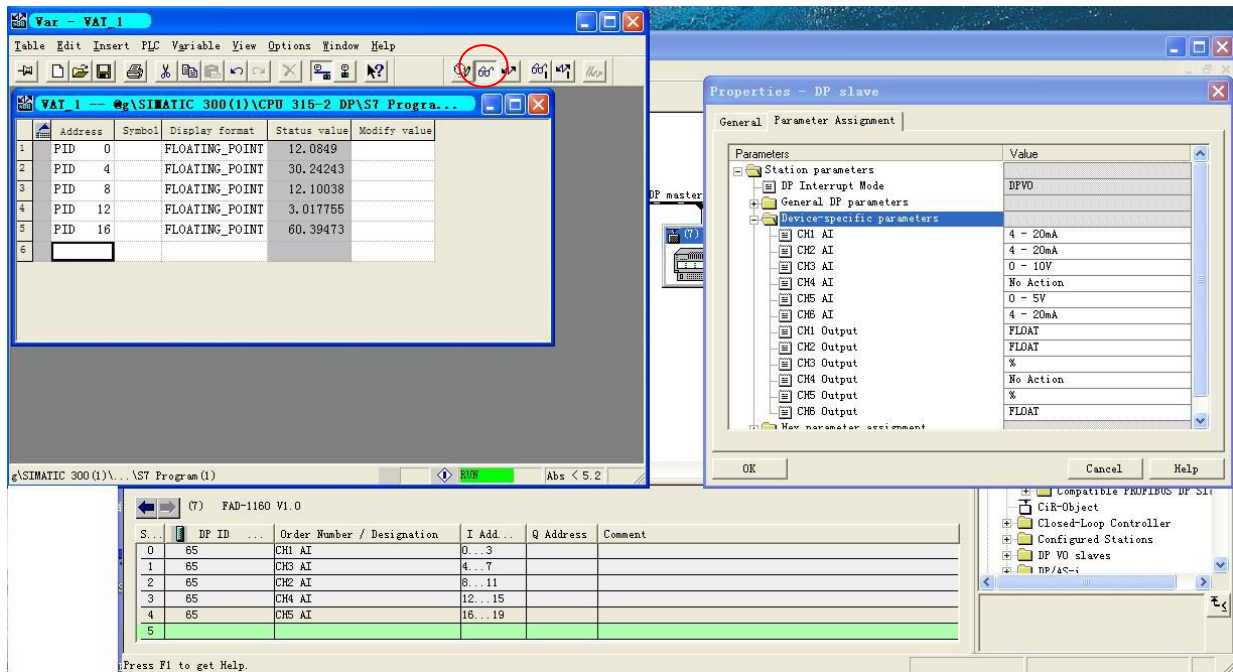 Var - VAT_1
Table Edit Insert PLC Variable View Options Window Help
VAT_1 -- @g\SIMATIC 300(1)\CPU 315-2 DP\S7 Progra...
Address Symbol Display format Status value Modify value
1 PID 0 FLOATING_POINT 12.0849
2 PID 4 FLOATING_POINT 30.24243
3 PID 8 FLOATING_POINT 12.10038
4 PID 12 FLOATING_POINT 3.017755
5 PID 16 FLOATING_POINT 60.39473
6
g\SIMATIC 300(1)\...\S7 Program(1) RUN Abs < 5.2
DP master
(7)
Properties - DP slave
General Parameter Assignment
Parameters Value
Station parameters
DP Interrupt Mode DPV0
General DP parameters
Device-specific parameters
CH1 AI 4 - 20mA
CH2 AI 4 - 20mA
CH3 AI 0 - 10V
CH4 AI No Action
CH5 AI 0 - 5V
CH6 AI 4 - 20mA
CH1 Output FLOAT
CH2 Output FLOAT
CH3 Output %
CH4 Output No Action
CH5 Output %
CH6 Output FLOAT
Hex parameter assignment
OK Cancel Help
(7) FAD-1160 V1.0
S... DP ID ... Order Number / Designation I Add... Q Address Comment
0 65 CH1 AI 0...3
1 65 CH3 AI 4...7
2 65 CH2 AI 8...11
3 65 CH4 AI 12...15
4 65 CH5 AI 16...19
5
Compatible PROFIBUS DP Sl
CiR-Object
Closed-Loop Controller
Configured Stations
DP V0 slaves
DP/AS-i
Press F1 to get Help.